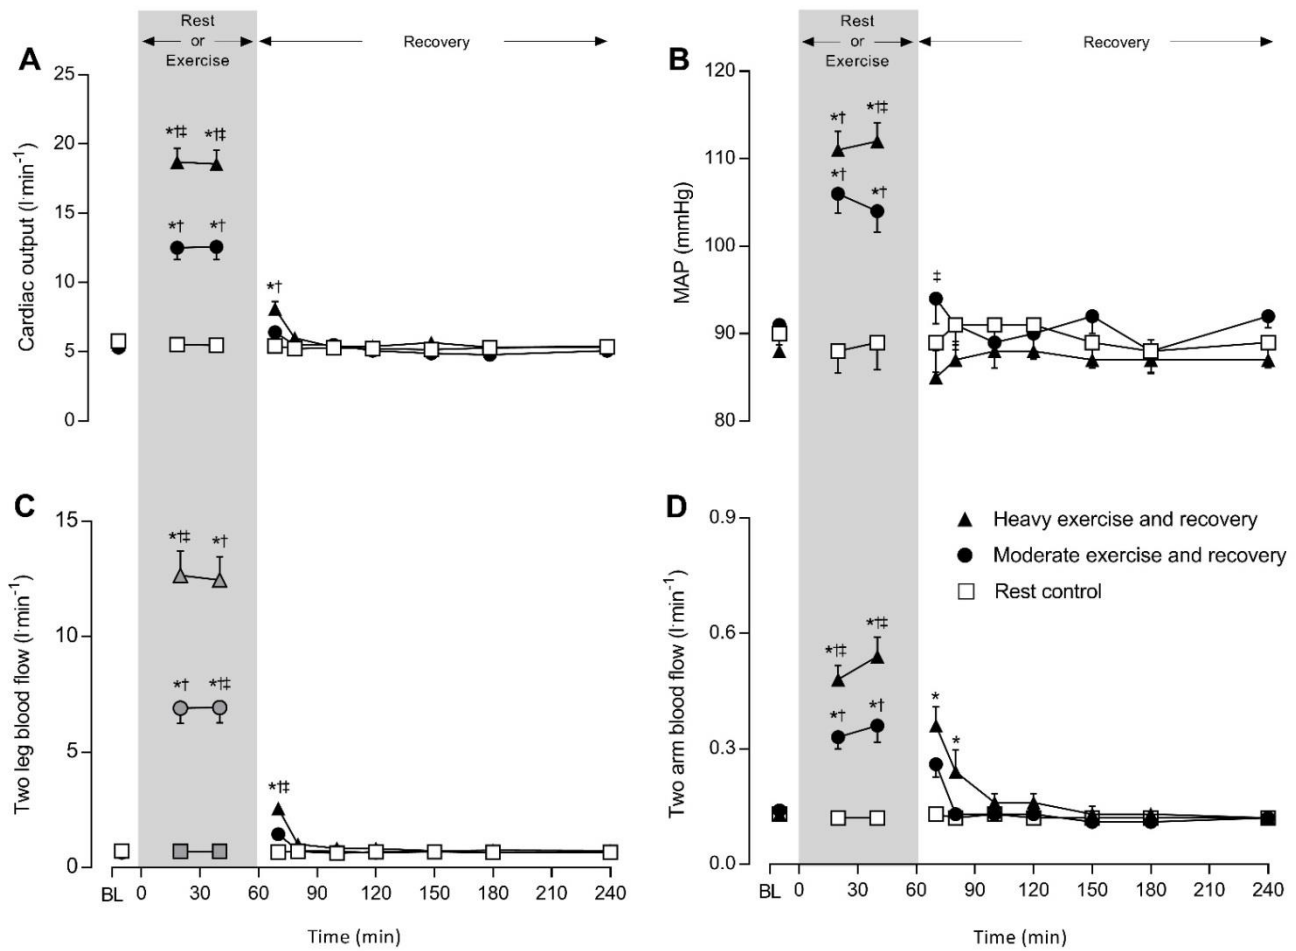 Rest
or
Exercise
Recovery
A
25
20
15
10
5
0
Cardiac output (l·min⁻¹)
*†‡ *†‡
*† *†
*†
Rest
or
Exercise
Recovery
B
120
110
100
90
80
MAP (mmHg)
*† *†‡
*† *†
‡
‡
C
15
10
5
0
Two leg blood flow (l·min⁻¹)
*†‡ *†
*† *†‡
*†‡
BL 0 30 60 90 120 150 180 210 240
Time (min)
D
0.9
0.6
0.3
0.0
Two arm blood flow (l·min⁻¹)
Heavy exercise and recovery
Moderate exercise and recovery
Rest control
*†‡ *†‡
*† *†
*
*
BL 0 30 60 90 120 150 180 210 240
Time (min)